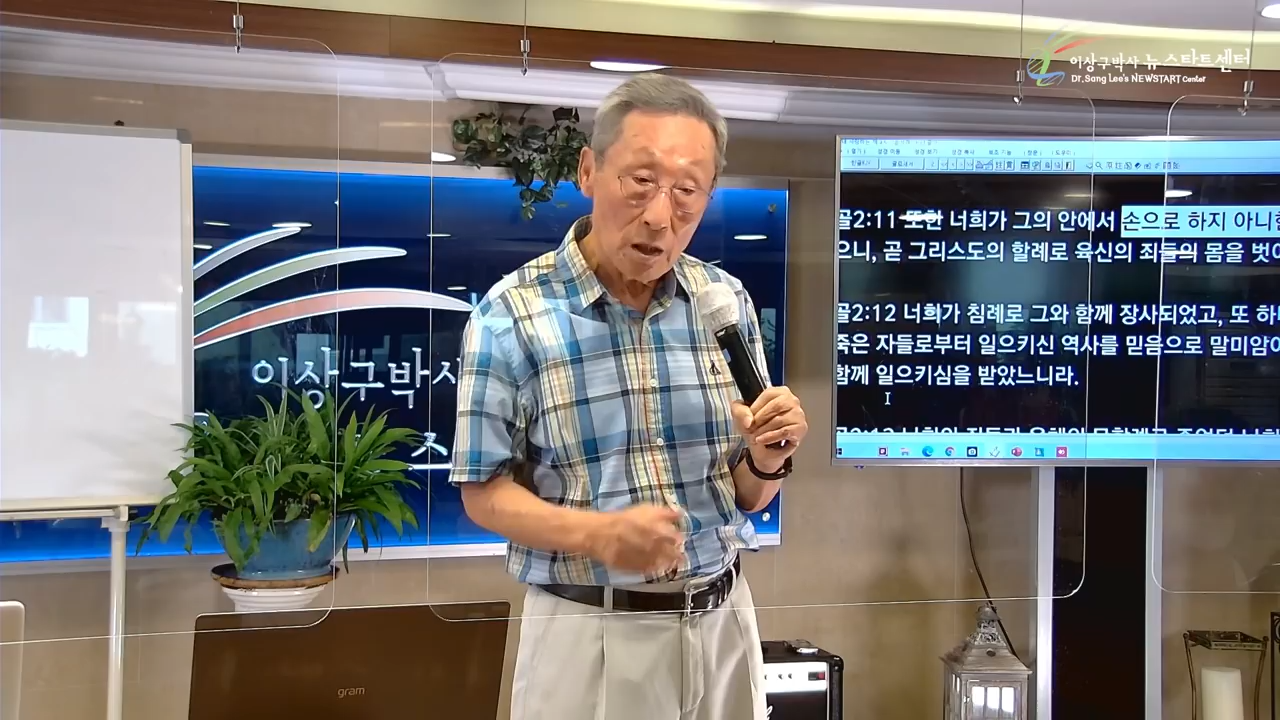 이상구박사 뉴스타트센터
Dr. Sang Lee's NEWSTART Center
골2:11 또한 너희가 그의 안에서 손으로 하지 아니한
으니, 곧 그리스도의 할례로 육신의 죄들의 몸을 벗어
골2:12 너희가 침례로 그와 함께 장사되었고, 또 하나
죽은 자들로부터 일으키신 역사를 믿음으로 말미암아
함께 일으키심을 받았느니라.
이상구박사
스
gram